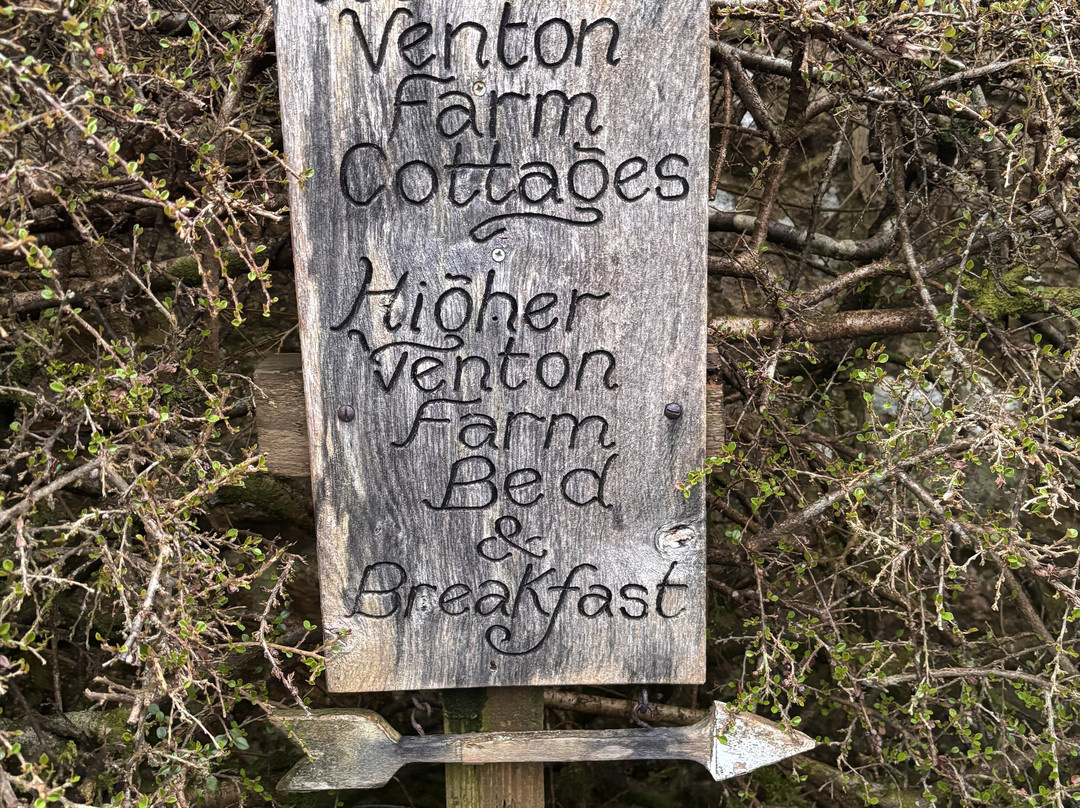 Venton
Farm
Cottages
Higher
Venton
Farm
Bed
&
Breakfast